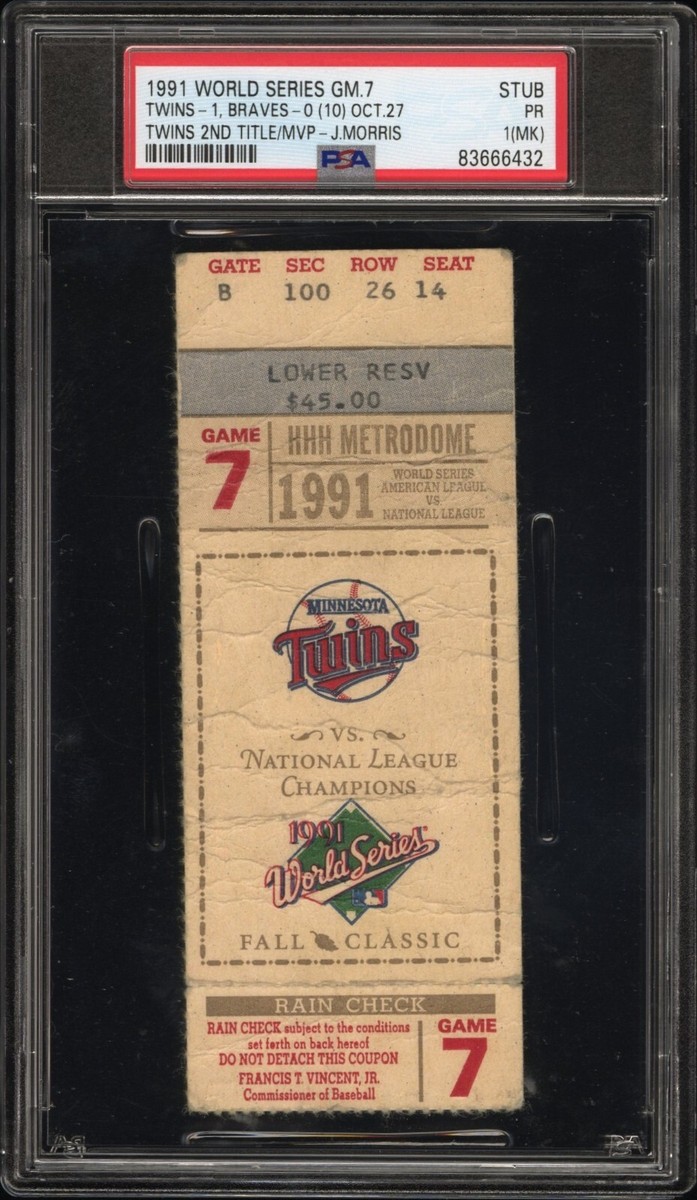 1991 WORLD SERIES GM.7 STUB
TWINS-1, BRAVES-0 (10) OCT.27 PR
TWINS 2ND TITLE/MVP-J.MORRIS 1(MK)
PSA 83666432
GATE SEC ROW SEAT
B 100 26 14
LOWER RESV
$45.00
GAME
7
HHH METRODOME
1991
WORLD SERIES
AMERICAN LEAGUE
VS.
NATIONAL LEAGUE
MINNESOTA
Twins
VS.
NATIONAL LEAGUE
CHAMPIONS
1991
World Series
FALL CLASSIC
RAIN CHECK
RAIN CHECK subject to the conditions
set forth on back hereof
DO NOT DETACH THIS COUPON
FRANCIS T. VINCENT, JR.
Commissioner of Baseball
GAME
7
PSA
PSA